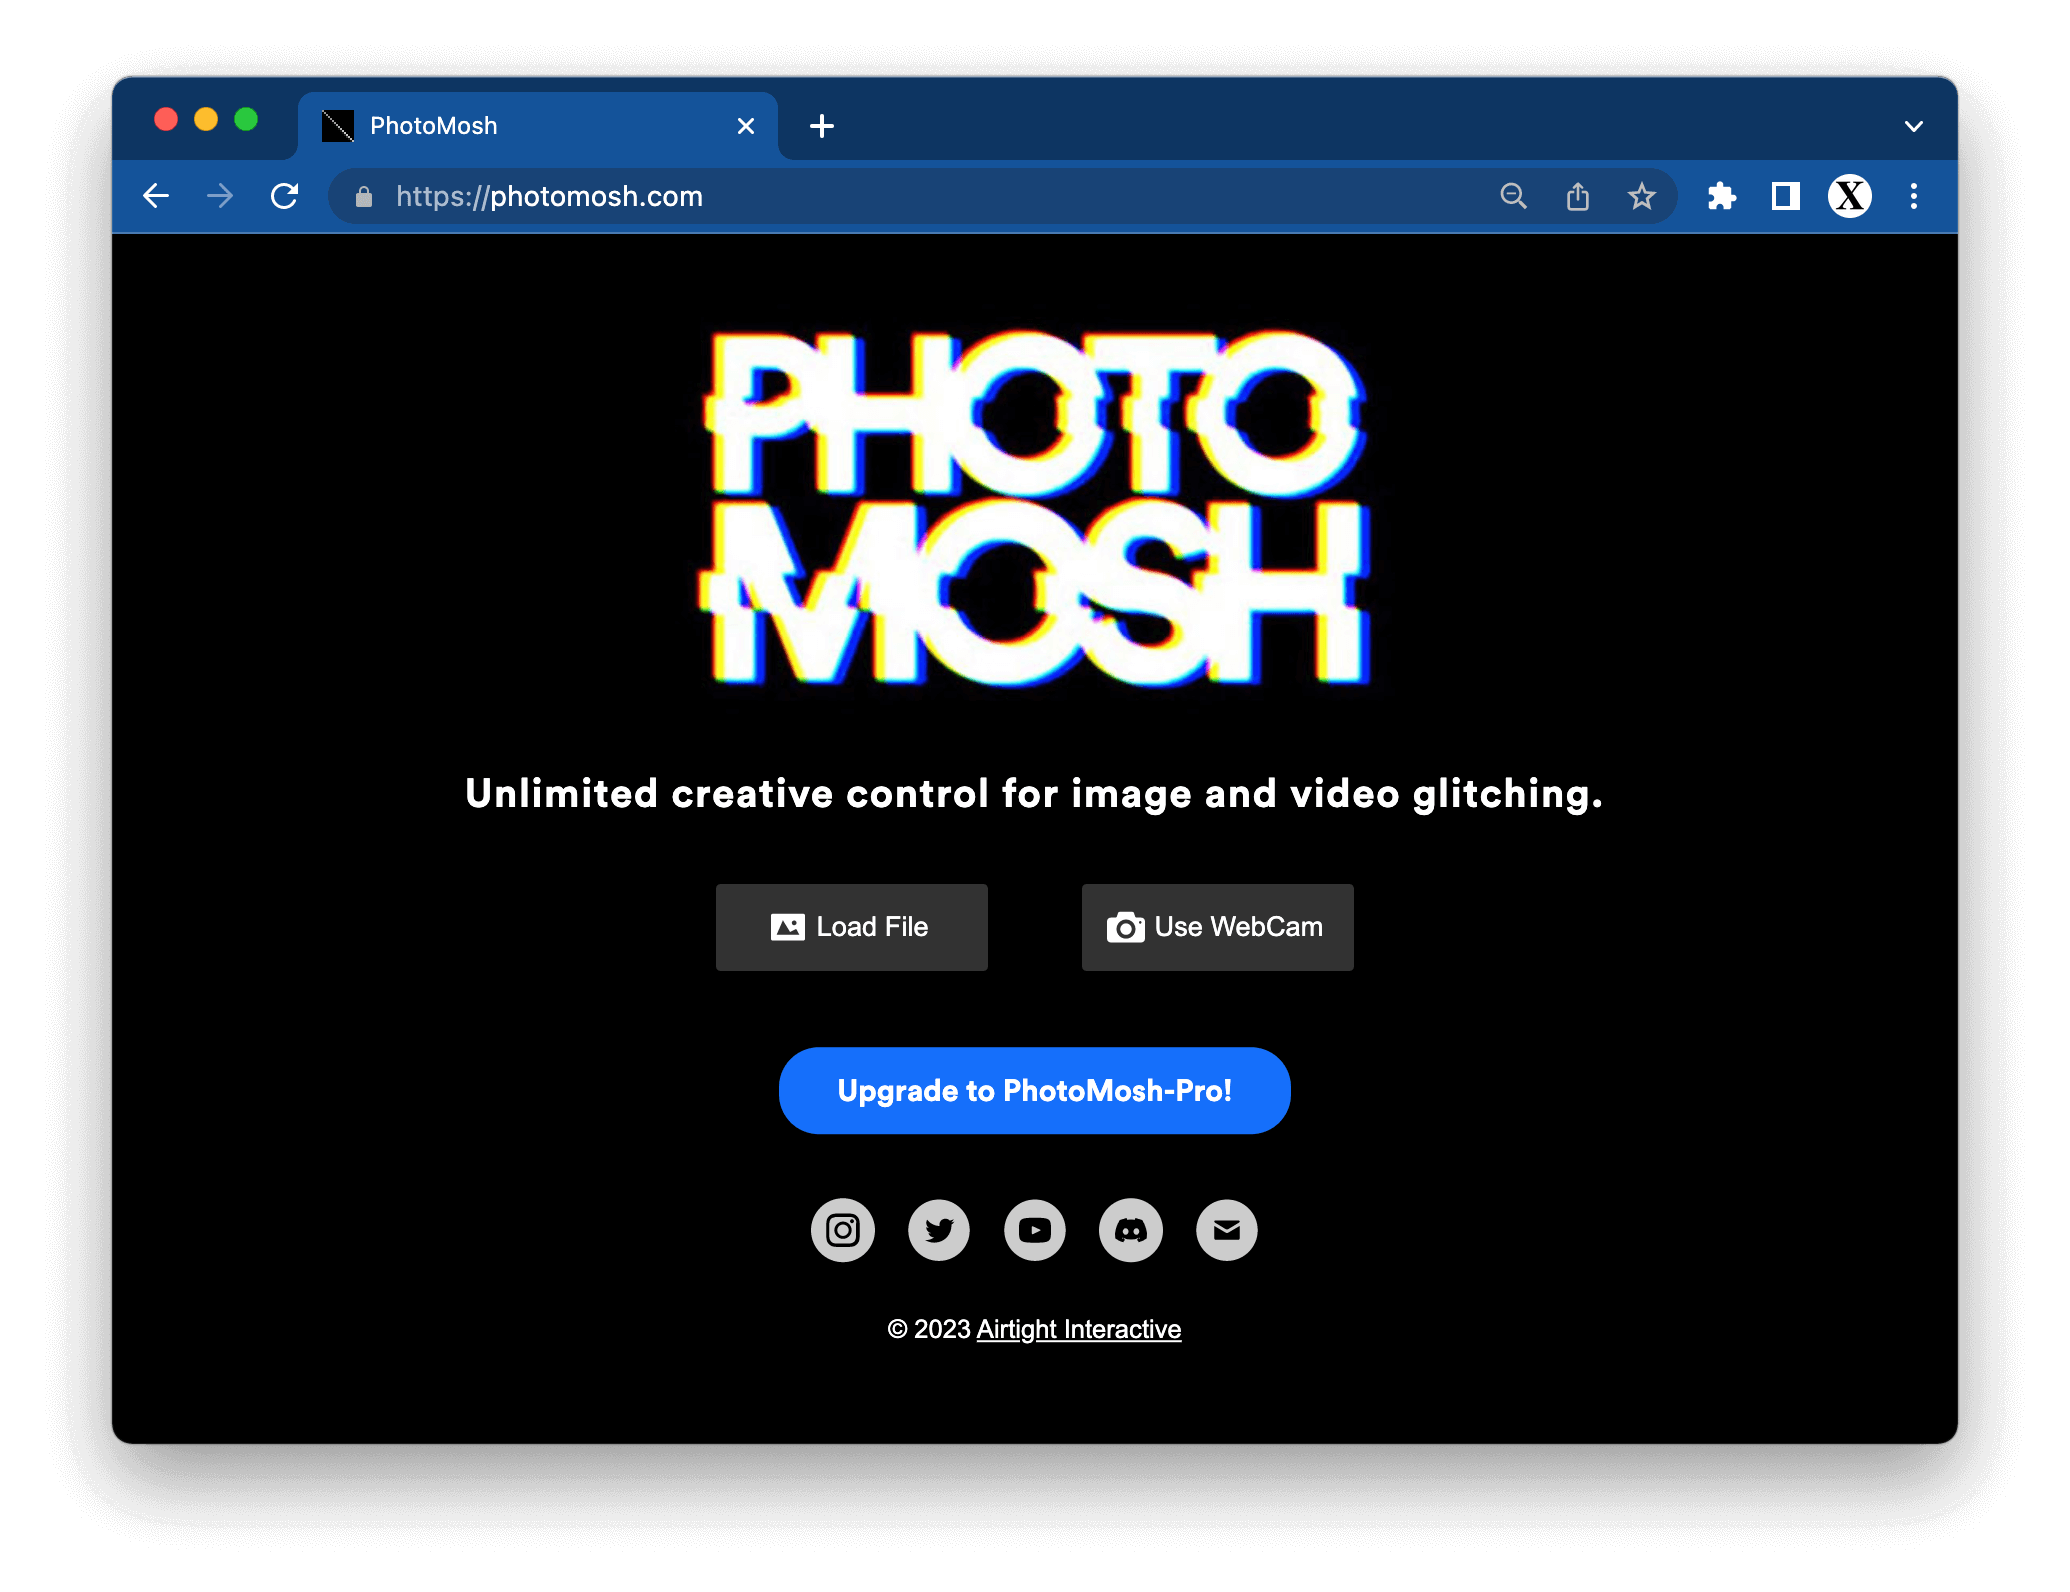 PhotoMosh
https://photomosh.com
X
PHOTO
MOSH
Unlimited creative control for image and video glitching.
Load File
Use WebCam
Upgrade to PhotoMosh-Pro!
© 2023 Airtight Interactive